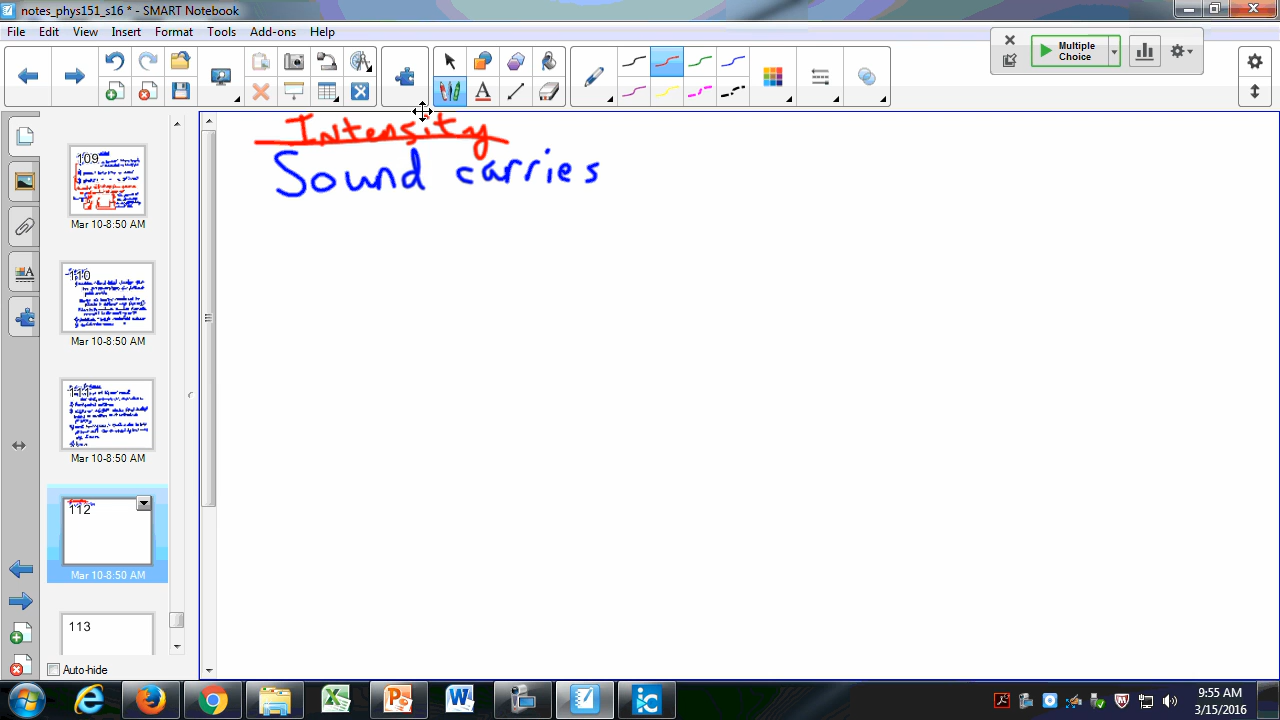 notes_phys151_s16 * - SMART Notebook
File Edit View Insert Format Tools Add-ons Help
Multiple Choice
109
Mar 10-8:50 AM
110
Mar 10-8:50 AM
111
Mar 10-8:50 AM
112
Mar 10-8:50 AM
113
Auto-hide
Intensity
Sound carries
9:55 AM
3/15/2016